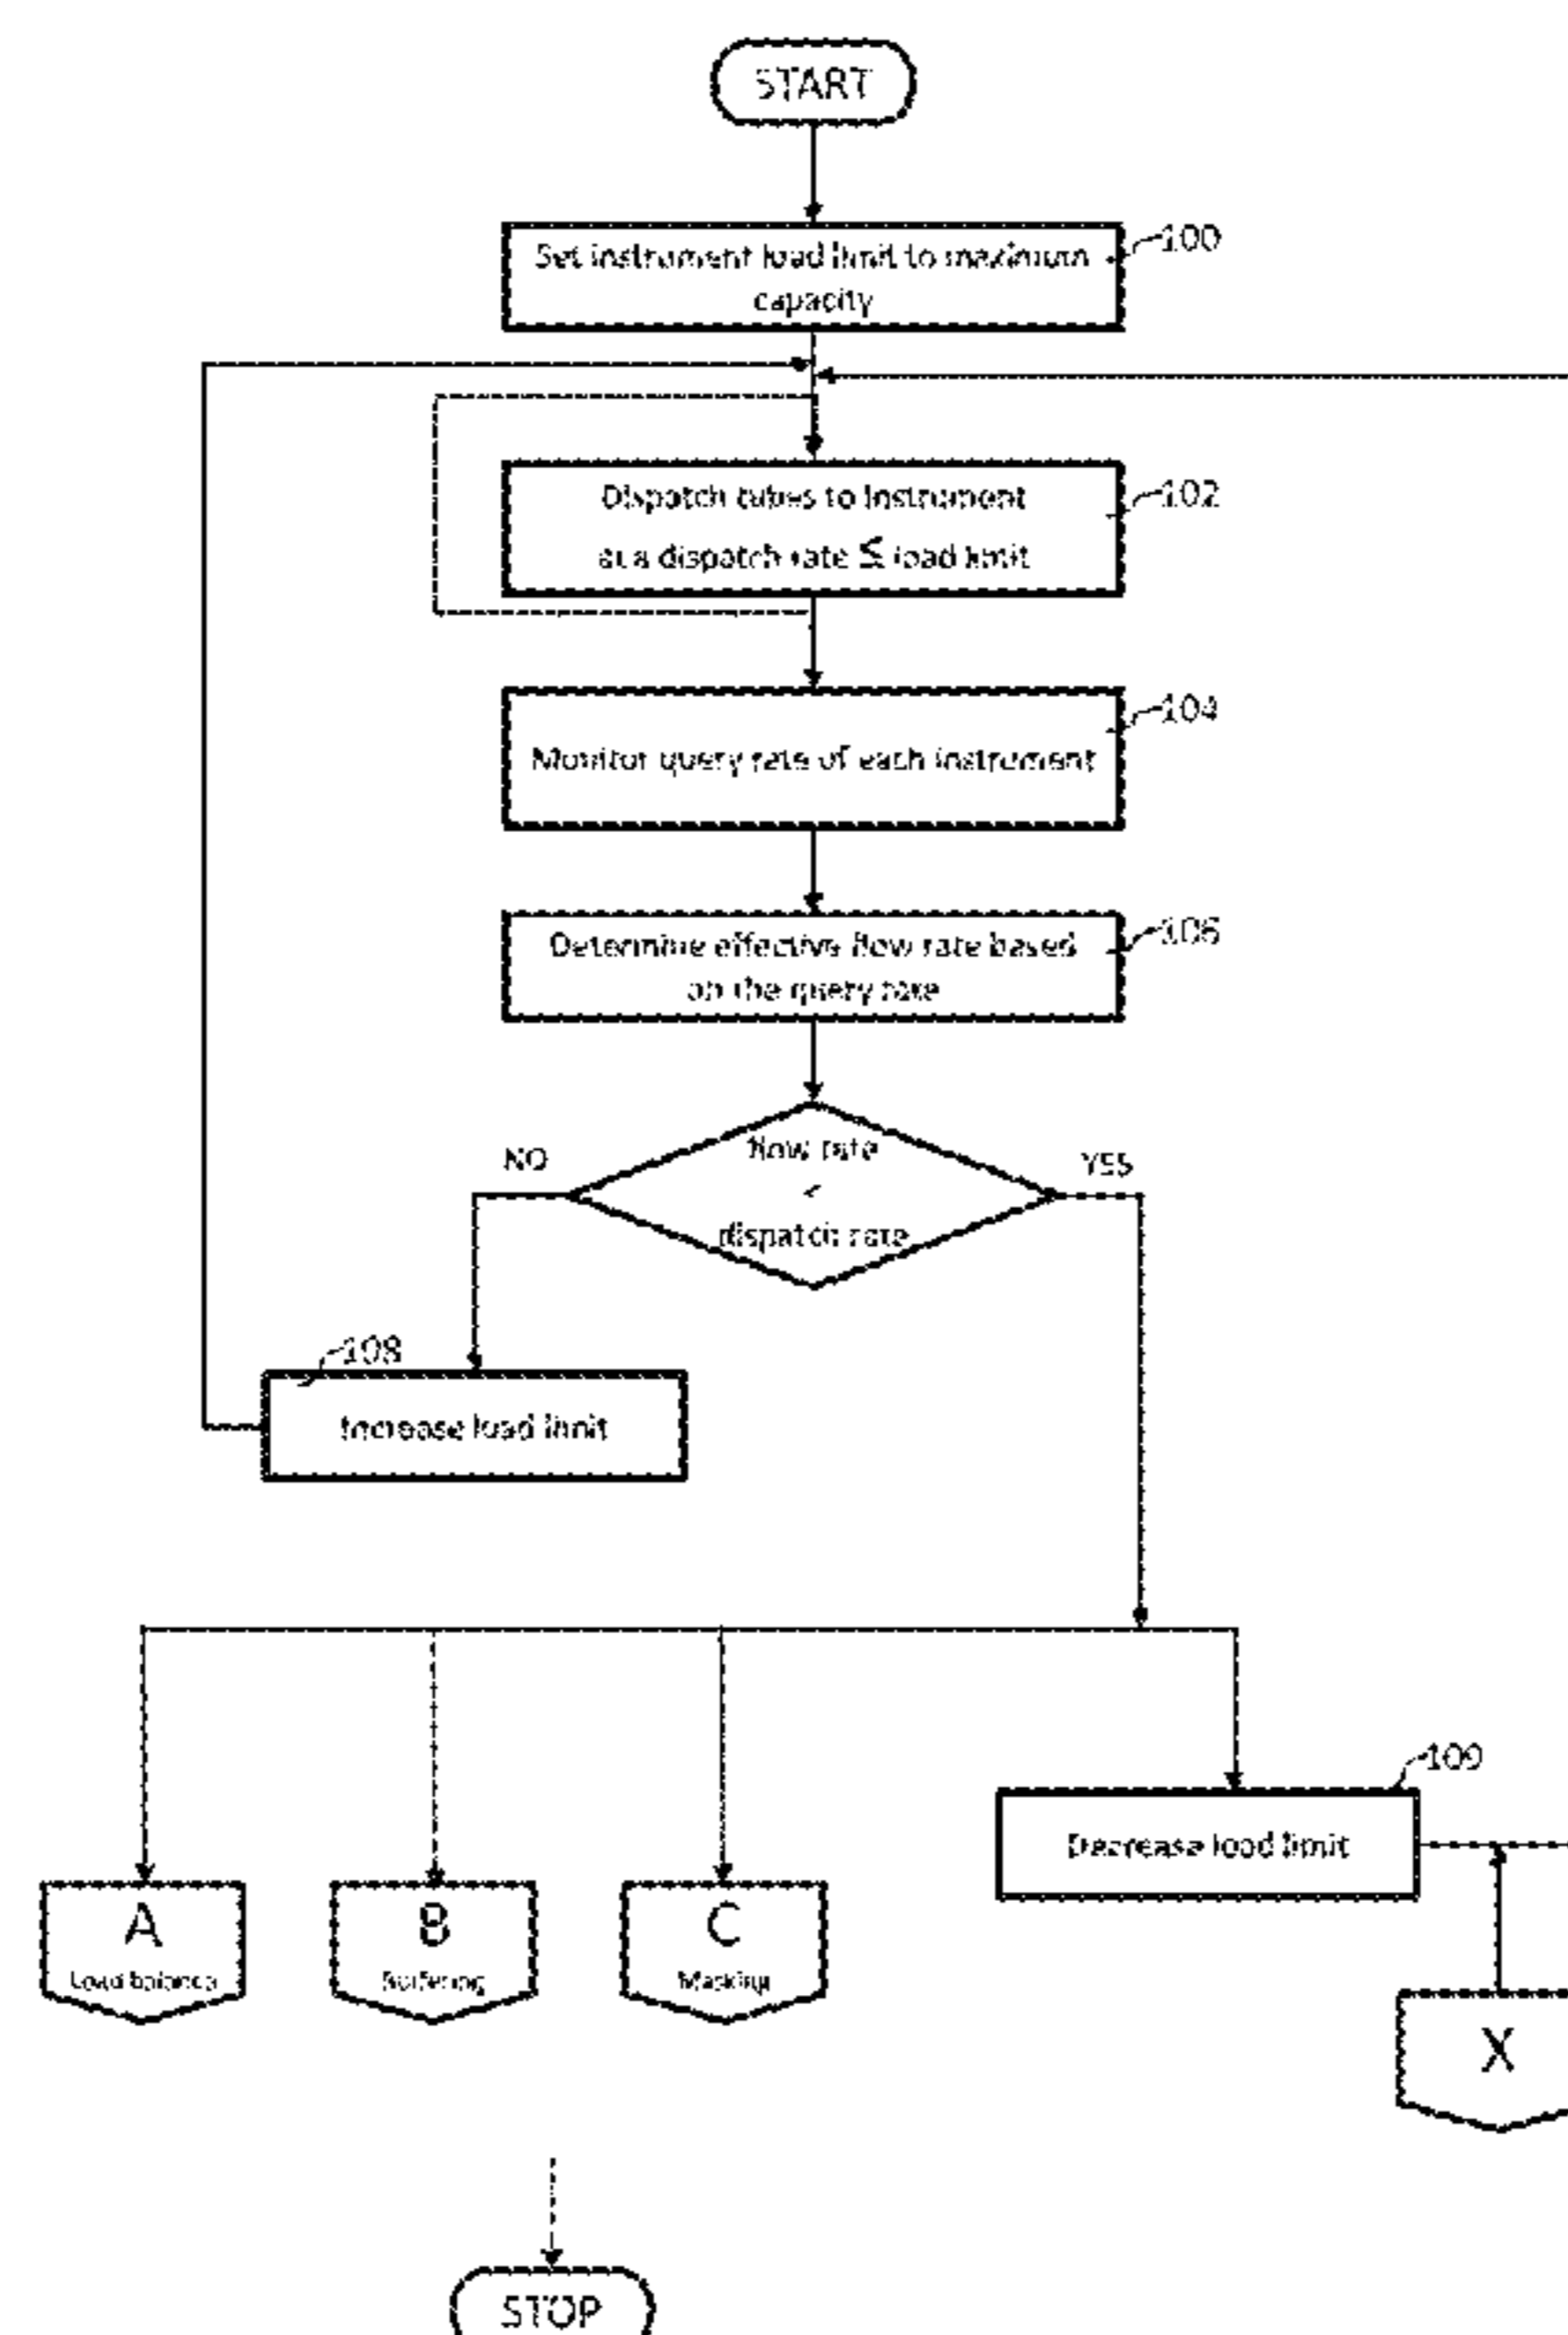 START
100
Set instrument load limit to maximum
capacity
102
Dispatch tubes to instrument
at a dispatch rate ≤ load limit
104
Monitor query rate of each instrument
106
Determine effective flow rate based
on the query rate
flow rate
<
dispatch rate
NO
YES
108
Increase load limit
109
Decrease load limit
A
Load balance
B
Buffering
C
Masking
X
STOP